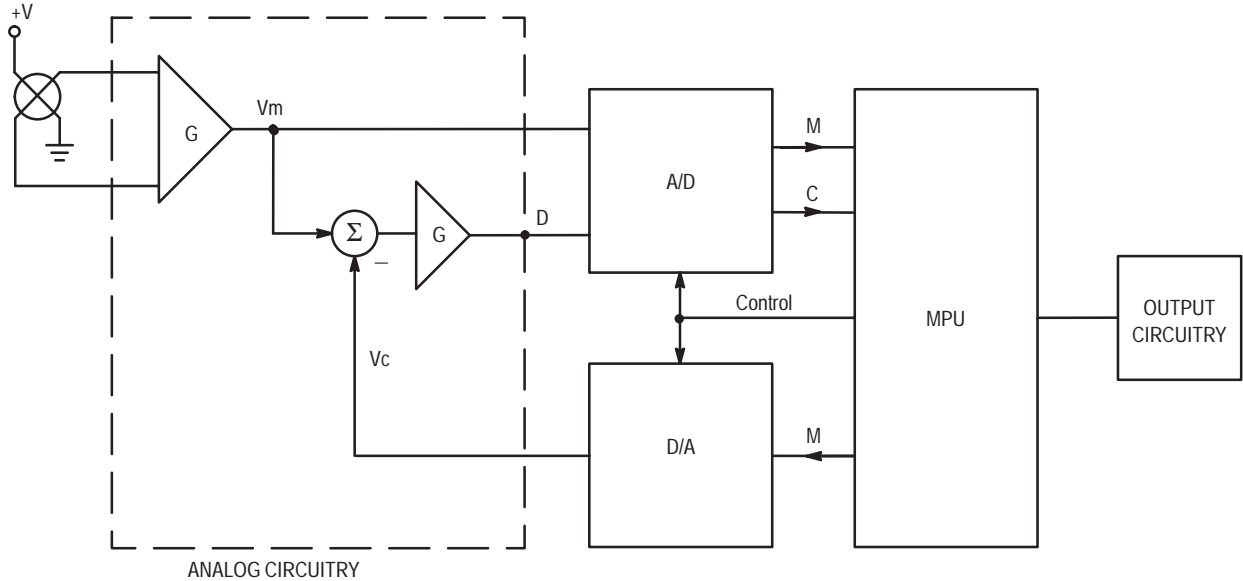 +V
Vm
G
M
A/D
C
D
Σ
G
−
Control
MPU
OUTPUT
CIRCUITRY
Vc
D/A
M
ANALOG CIRCUITRY